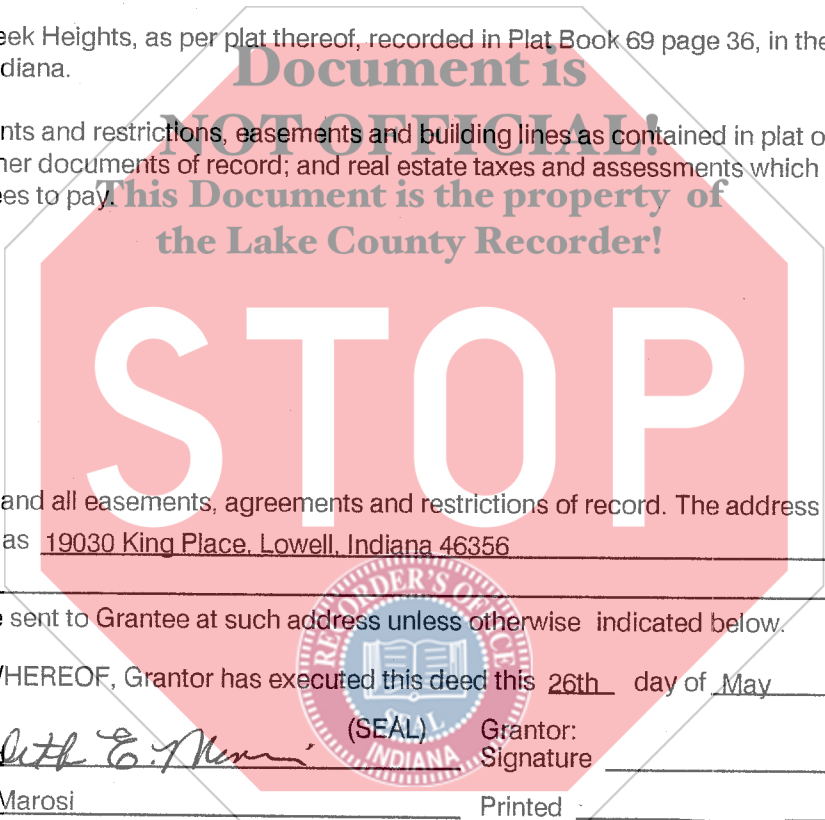 eek Heights, as per plat thereof, recorded in Plat Book 69 page 36, in the
diana.
Document is
nts and restrictions, easements and building lines as contained in plat o
NOT OFFICIAL!
ner documents of record; and real estate taxes and assessments which
es to pay.
This Document is the property of
the Lake County Recorder!
STOP
and all easements, agreements and restrictions of record. The address
as 19030 King Place, Lowell, Indiana 46356
RECORDER'S OFFICE
e sent to Grantee at such address unless otherwise indicated below.
WHEREOF, Grantor has executed this deed this 26th day of May
SEAL
INDIANA
(SEAL) Grantor:
E. Signature
Marosi Printed